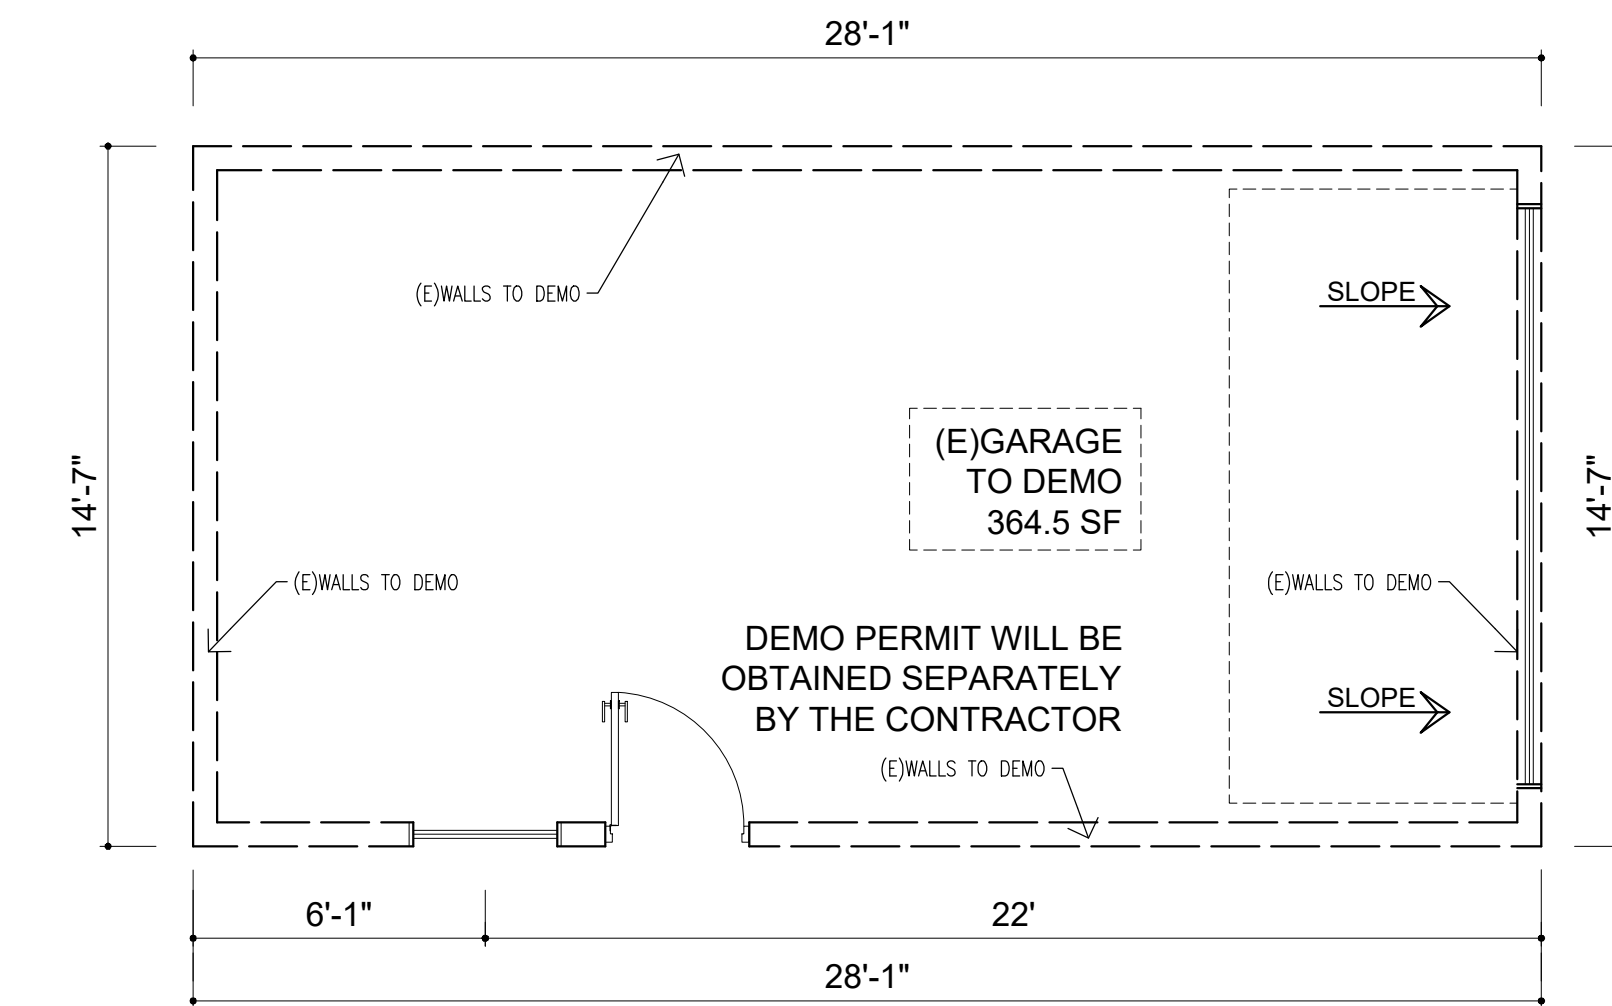 28'-1"
(E)WALLS TO DEMO
SLOPE
14'-7"
(E)GARAGE
TO DEMO
364.5 SF
14'-7"
(E)WALLS TO DEMO
(E)WALLS TO DEMO
DEMO PERMIT WILL BE
OBTAINED SEPARATELY
BY THE CONTRACTOR
SLOPE
(E)WALLS TO DEMO
6'-1"
22'
28'-1"